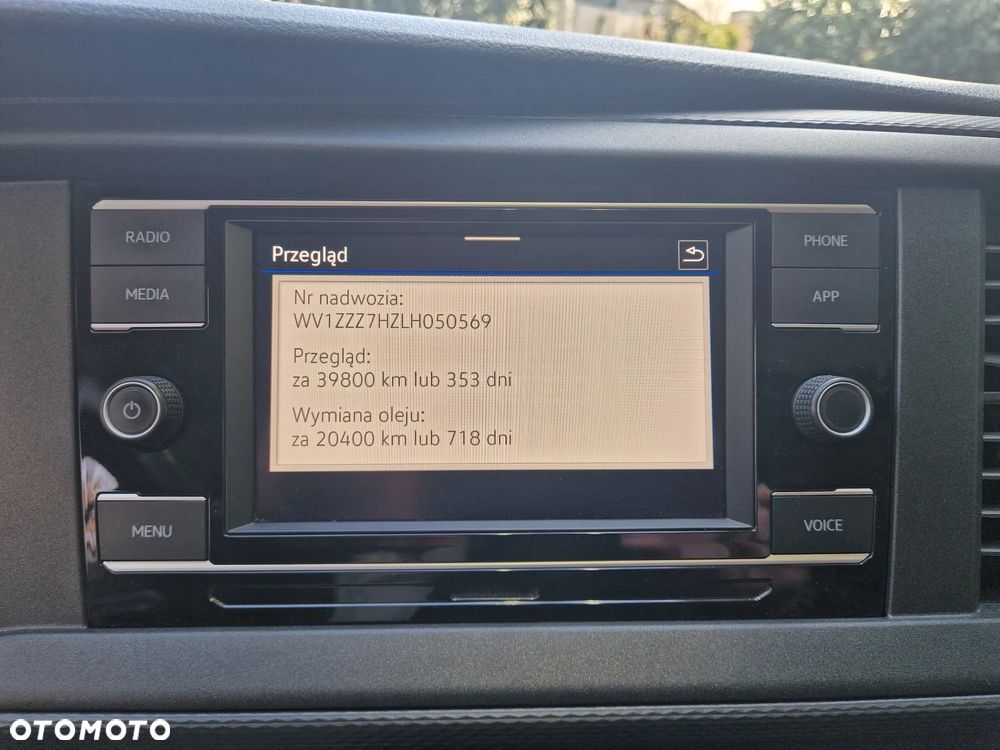 RADIO
MEDIA
MENU
Przegląd
Nr nadwozia:
WV1ZZZ7HZLH050569
Przegląd:
za 39800 km lub 353 dni
Wymiana oleju:
za 20400 km lub 718 dni
PHONE
APP
VOICE
OTOMOTO